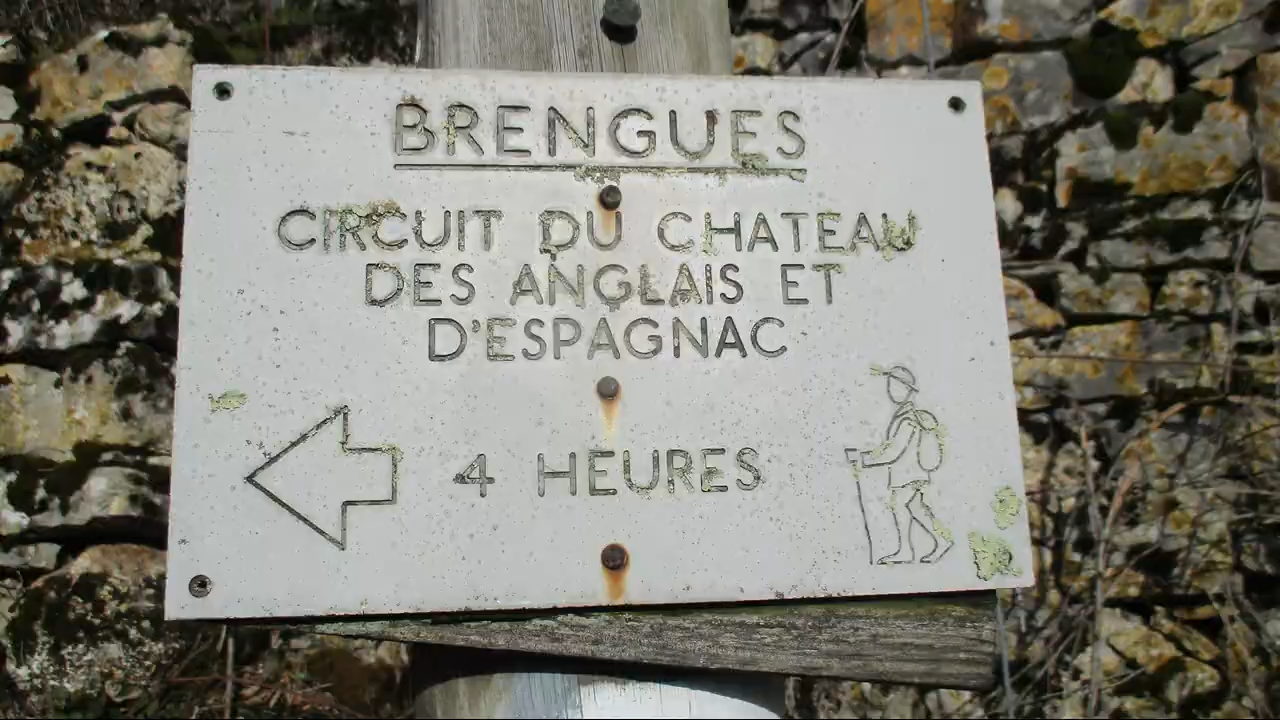 BRENGUES
CIRCUIT DU CHATEAU
DES ANGLAIS ET
D'ESPAGNAC
4 HEURES